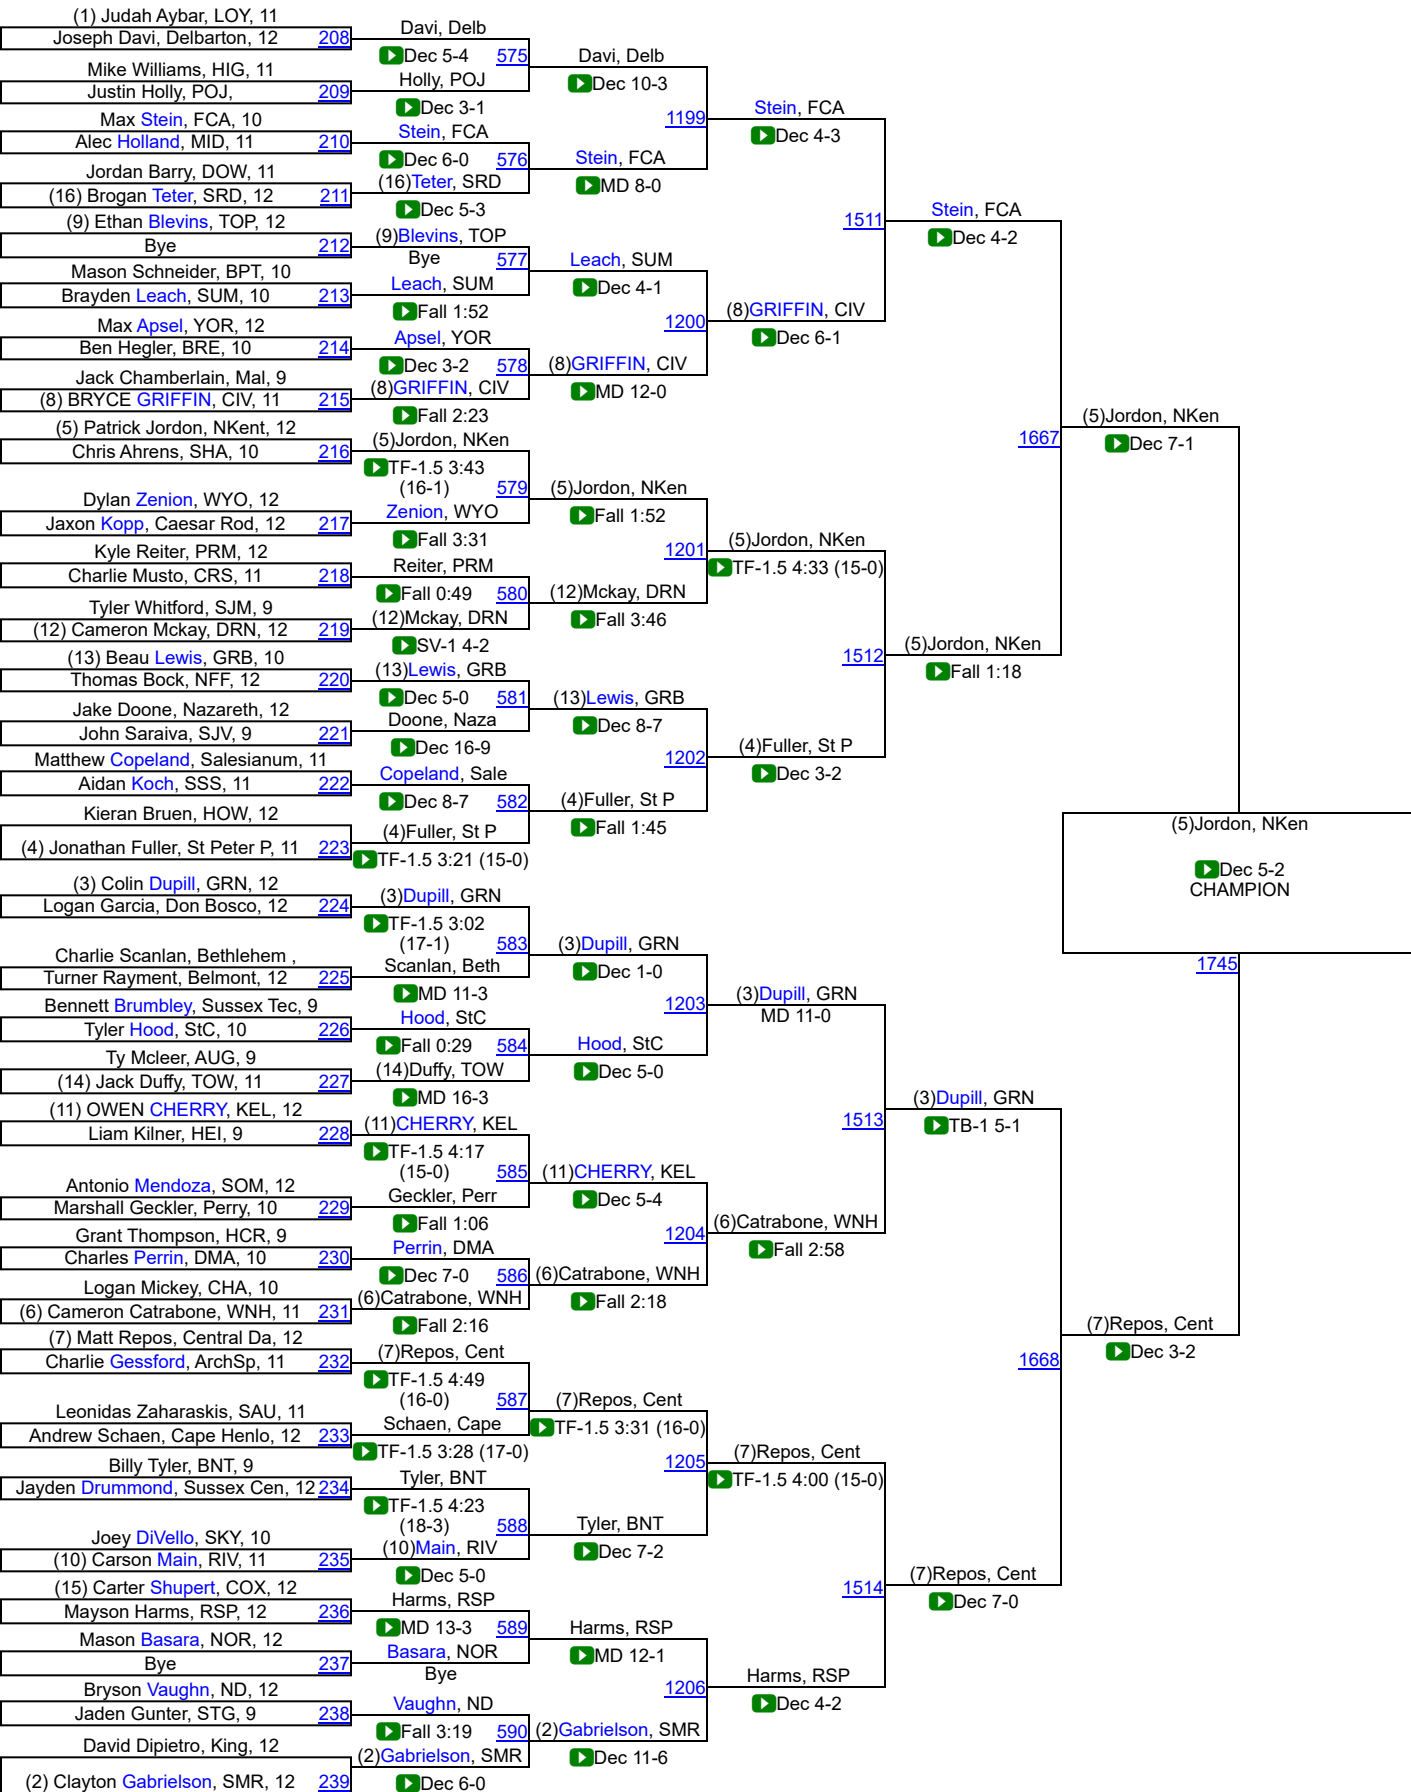 (1) Judah Aybar, LOY, 11
Joseph Davi, Delbarton, 12 208
Mike Williams, HIG, 11
Justin Holly, POJ, 209
Max Stein, FCA, 10
Alec Holland, MID, 11 210
Jordan Barry, DOW, 11
(16) Brogan Teter, SRD, 12 211
(9) Ethan Blevins, TOP, 12
Bye 212
Mason Schneider, BPT, 10
Brayden Leach, SUM, 10 213
Max Apsel, YOR, 12
Ben Hegler, BRE, 10 214
Jack Chamberlain, Mal, 9
(8) BRYCE GRIFFIN, CIV, 11 215
(5) Patrick Jordon, NKent, 12
Chris Ahrens, SHA, 10 216
Dylan Zenion, WYO, 12
Jaxon Kopp, Caesar Rod, 12 217
Kyle Reiter, PRM, 12
Charlie Musto, CRS, 11 218
Tyler Whitford, SJM, 9
(12) Cameron Mckay, DRN, 12 219
(13) Beau Lewis, GRB, 10
Thomas Bock, NFF, 12 220
Jake Doone, Nazareth, 12
John Saraiva, SJV, 9 221
Matthew Copeland, Salesianum, 11
Aidan Koch, SSS, 11 222
Kieran Bruen, HOW, 12
(4) Jonathan Fuller, St Peter P, 11 223
(3) Colin Dupill, GRN, 12
Logan Garcia, Don Bosco, 12 224
Charlie Scanlan, Bethlehem ,
Turner Rayment, Belmont, 12 225
Bennett Brumbley, Sussex Tec, 9
Tyler Hood, StC, 10 226
Ty Mcleer, AUG, 9
(14) Jack Duffy, TOW, 11 227
(11) OWEN CHERRY, KEL, 12
Liam Kilner, HEI, 9 228
Antonio Mendoza, SOM, 12
Marshall Geckler, Perry, 10 229
Grant Thompson, HCR, 9
Charles Perrin, DMA, 10 230
Logan Mickey, CHA, 10
(6) Cameron Catrabone, WNH, 11 231
(7) Matt Repos, Central Da, 12
Charlie Gessford, ArchSp, 11 232
Leonidas Zaharaskis, SAU, 11
Andrew Schaen, Cape Henlo, 12 233
Billy Tyler, BNT, 9
Jayden Drummond, Sussex Cen, 12 234
Joey DiVello, SKY, 10
(10) Carson Main, RIV, 11 235
(15) Carter Shupert, COX, 12
Mayson Harms, RSP, 12 236
Mason Basara, NOR, 12
Bye 237
Bryson Vaughn, ND, 12
Jaden Gunter, STG, 9 238
David Dipietro, King, 12
(2) Clayton Gabrielson, SMR, 12 239
Davi, Delb
Dec 5-4 575
Holly, POJ
Dec 3-1
Stein, FCA
Dec 6-0 576
(16)Teter, SRD
Dec 5-3
(9)Blevins, TOP
Bye 577
Leach, SUM
Fall 1:52
Apsel, YOR
Dec 3-2 578
(8)GRIFFIN, CIV
Fall 2:23
(5)Jordon, NKen
TF-1.5 3:43
(16-1) 579
Zenion, WYO
Fall 3:31
Reiter, PRM
Fall 0:49 580
(12)Mckay, DRN
SV-1 4-2
(13)Lewis, GRB
Dec 5-0 581
Doone, Naza
Dec 16-9
Copeland, Sale
Dec 8-7 582
(4)Fuller, St P
TF-1.5 3:21 (15-0)
(3)Dupill, GRN
TF-1.5 3:02
(17-1) 583
Scanlan, Beth
MD 11-3
Hood, StC
Fall 0:29 584
(14)Duffy, TOW
MD 16-3
(11)CHERRY, KEL
TF-1.5 4:17
(15-0) 585
Geckler, Perr
Fall 1:06
Perrin, DMA
Dec 7-0 586
(6)Catrabone, WNH
Fall 2:16
(7)Repos, Cent
TF-1.5 4:49
(16-0) 587
Schaen, Cape
TF-1.5 3:28 (17-0)
Tyler, BNT
TF-1.5 4:23
(18-3) 588
(10)Main, RIV
Dec 5-0
Harms, RSP
MD 13-3 589
Basara, NOR
Bye
Vaughn, ND
Fall 3:19 590
(2)Gabrielson, SMR
Dec 6-0
Davi, Delb
Dec 10-3
1199
Stein, FCA
MD 8-0
Leach, SUM
Dec 4-1
1200
(8)GRIFFIN, CIV
MD 12-0
(5)Jordon, NKen
Fall 1:52
1201
(12)Mckay, DRN
Fall 3:46
(13)Lewis, GRB
Dec 8-7
1202
(4)Fuller, St P
Fall 1:45
(3)Dupill, GRN
Dec 1-0
1203
Hood, StC
Dec 5-0
(11)CHERRY, KEL
Dec 5-4
1204
(6)Catrabone, WNH
Fall 2:18
(7)Repos, Cent
TF-1.5 3:31 (16-0)
1205
Tyler, BNT
Dec 7-2
Harms, RSP
MD 12-1
1206
(2)Gabrielson, SMR
Dec 11-6
Stein, FCA
Dec 4-3
1511
(8)GRIFFIN, CIV
Dec 6-1
(5)Jordon, NKen
TF-1.5 4:33 (15-0)
1512
(4)Fuller, St P
Dec 3-2
(3)Dupill, GRN
MD 11-0
1513
(6)Catrabone, WNH
Fall 2:58
(7)Repos, Cent
TF-1.5 4:00 (15-0)
1514
Harms, RSP
Dec 4-2
Stein, FCA
Dec 4-2
1667
(5)Jordon, NKen
Fall 1:18
(3)Dupill, GRN
TB-1 5-1
1668
(7)Repos, Cent
Dec 7-0
(5)Jordon, NKen
Dec 7-1
1745
(7)Repos, Cent
Dec 3-2
(5)Jordon, NKen
Dec 5-2
CHAMPION